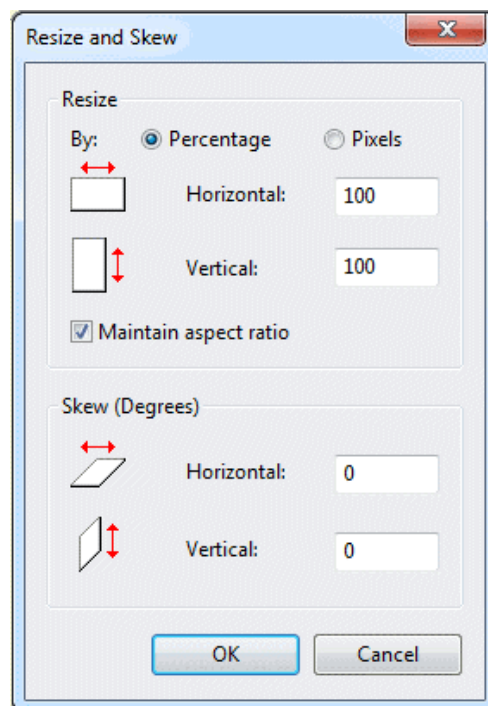 Resize and Skew
Resize
By: Percentage Pixels
Horizontal: 100
Vertical: 100
Maintain aspect ratio
Skew (Degrees)
Horizontal: 0
Vertical: 0
OK Cancel